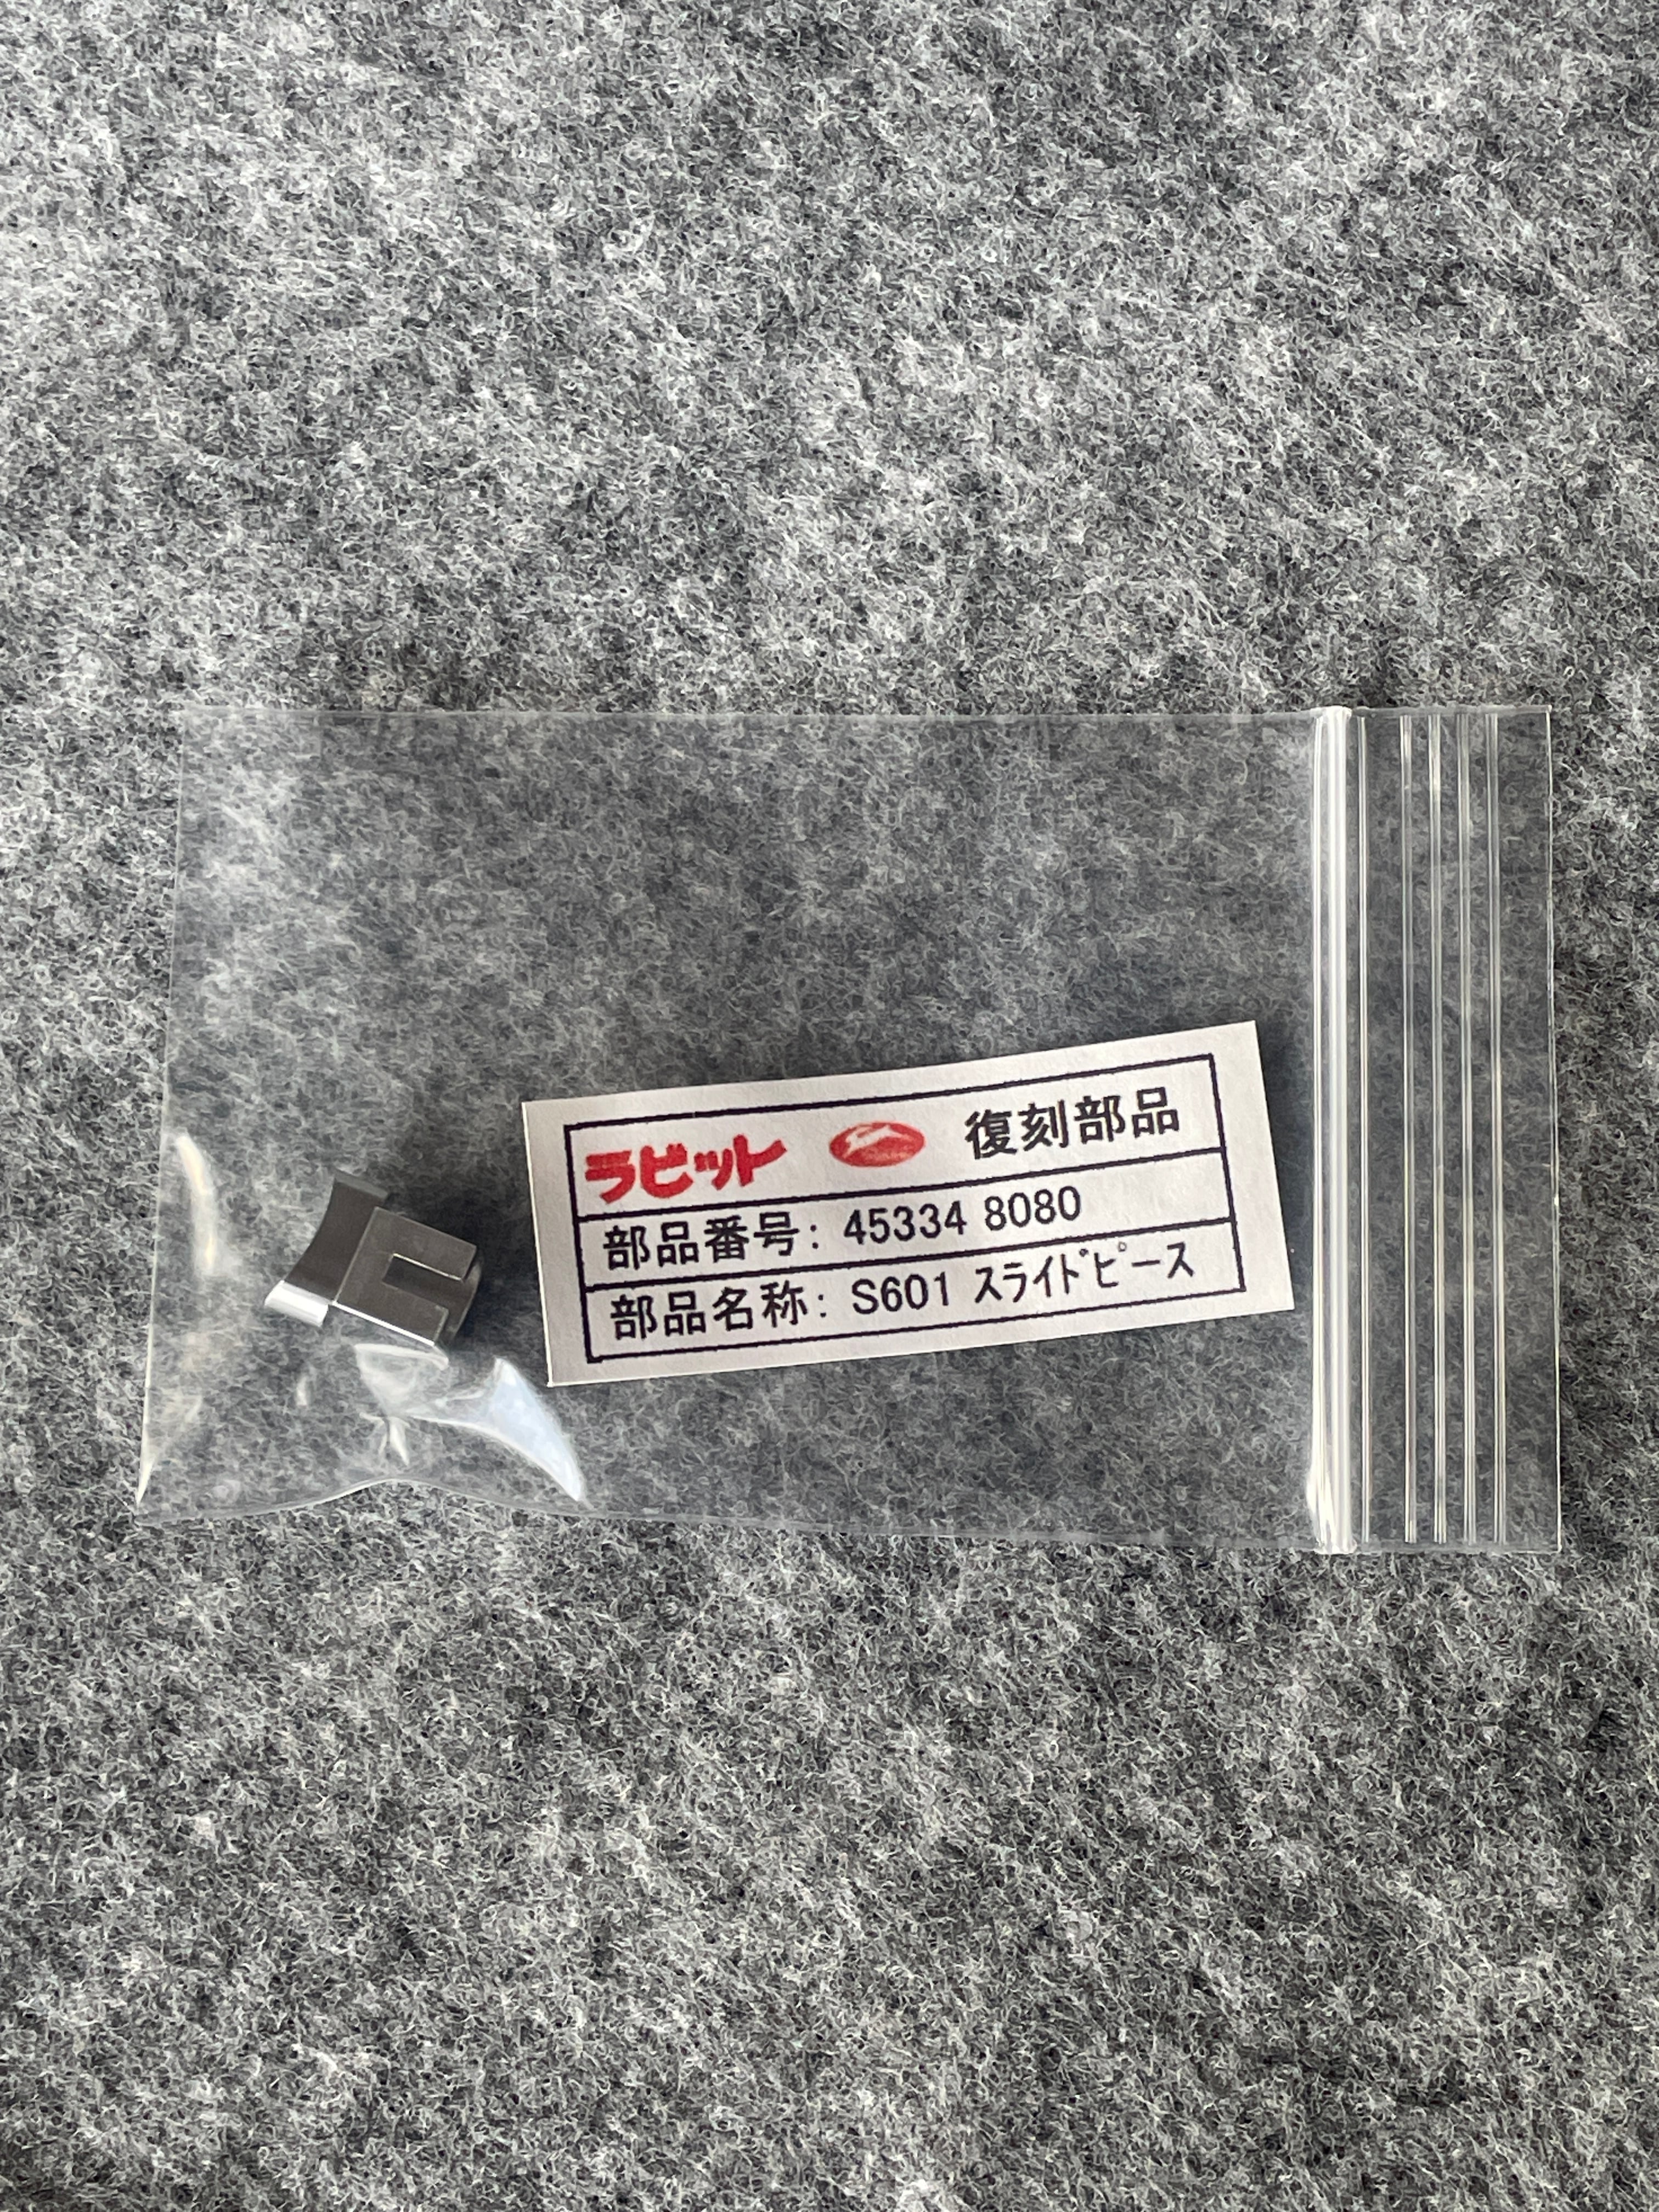 ラビット 復刻部品
部品番号: 45334 8080
部品名称: S601 ｽﾗｲﾄﾞﾋﾟｰｽ